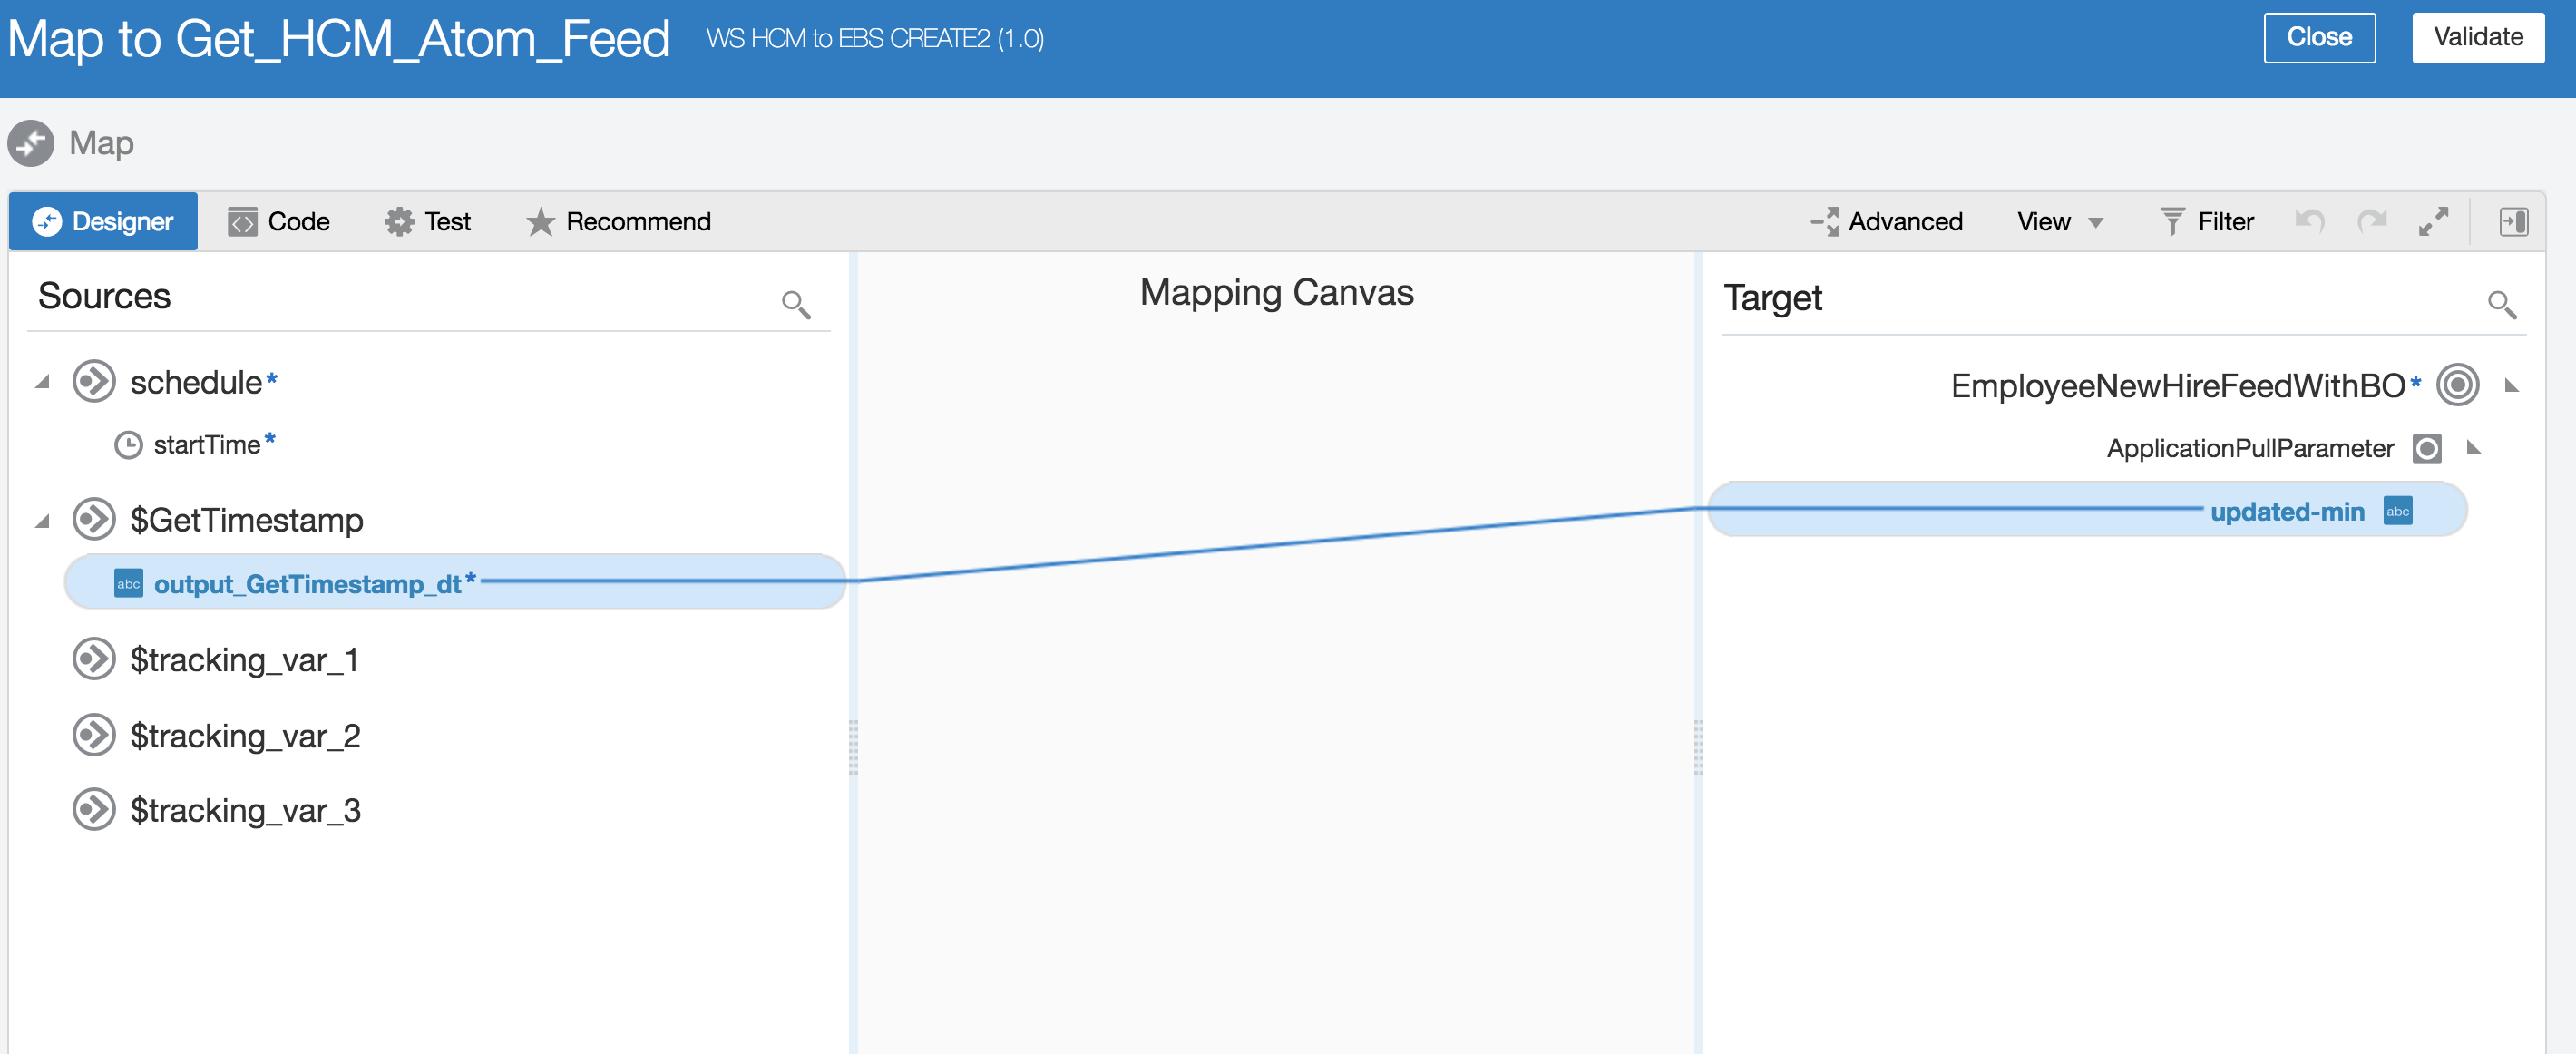 Map to Get_HCM_Atom_Feed WS HCM to EBS CREATE2 (1.0) Close Validate
Map
Designer Code Test Recommend Advanced View Filter
Sources
Mapping Canvas
Target
schedule*
startTime*
$GetTimestamp
abc output_GetTimestamp_dt*
$tracking_var_1
$tracking_var_2
$tracking_var_3
EmployeeNewHireFeedWithBO*
ApplicationPullParameter
updated-min abc